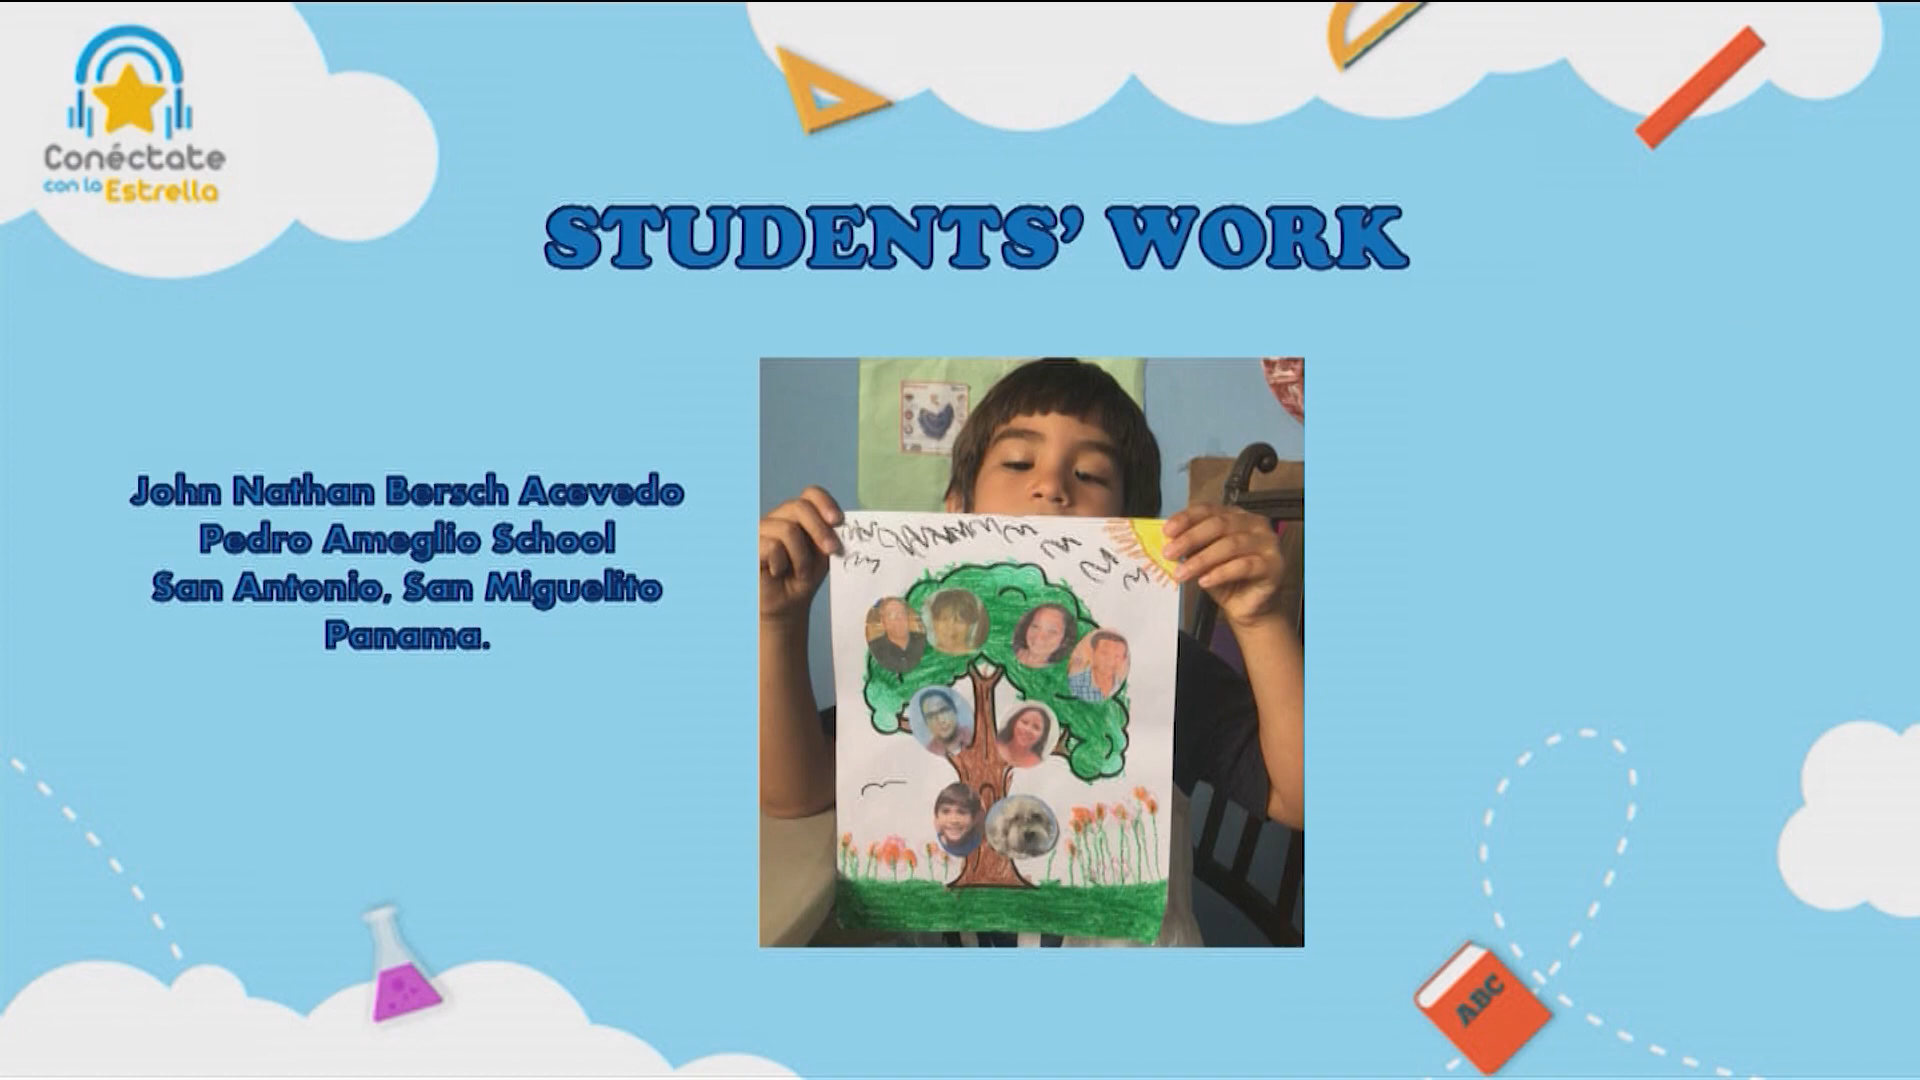 Conéctate
con la Estrella
STUDENTS' WORK
John Nathan Bersch Acevedo
Pedro Ameglio School
San Antonio, San Miguelito
Panama.
ABC